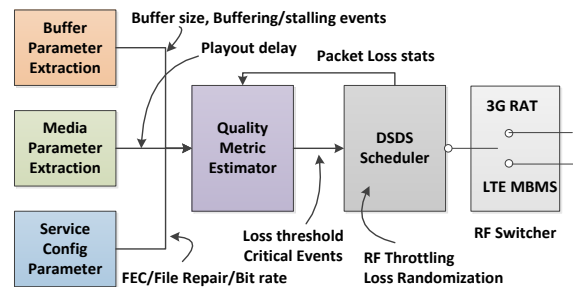 Buffer
Parameter
Extraction
Buffer size, Buffering/stalling events
Playout delay
Packet Loss stats
Media
Parameter
Extraction
Quality
Metric
Estimator
DSDS
Scheduler
3G RAT
LTE MBMS
RF Switcher
Service
Config
Parameter
Loss threshold
Critical Events
RF Throttling
Loss Randomization
FEC/File Repair/Bit rate